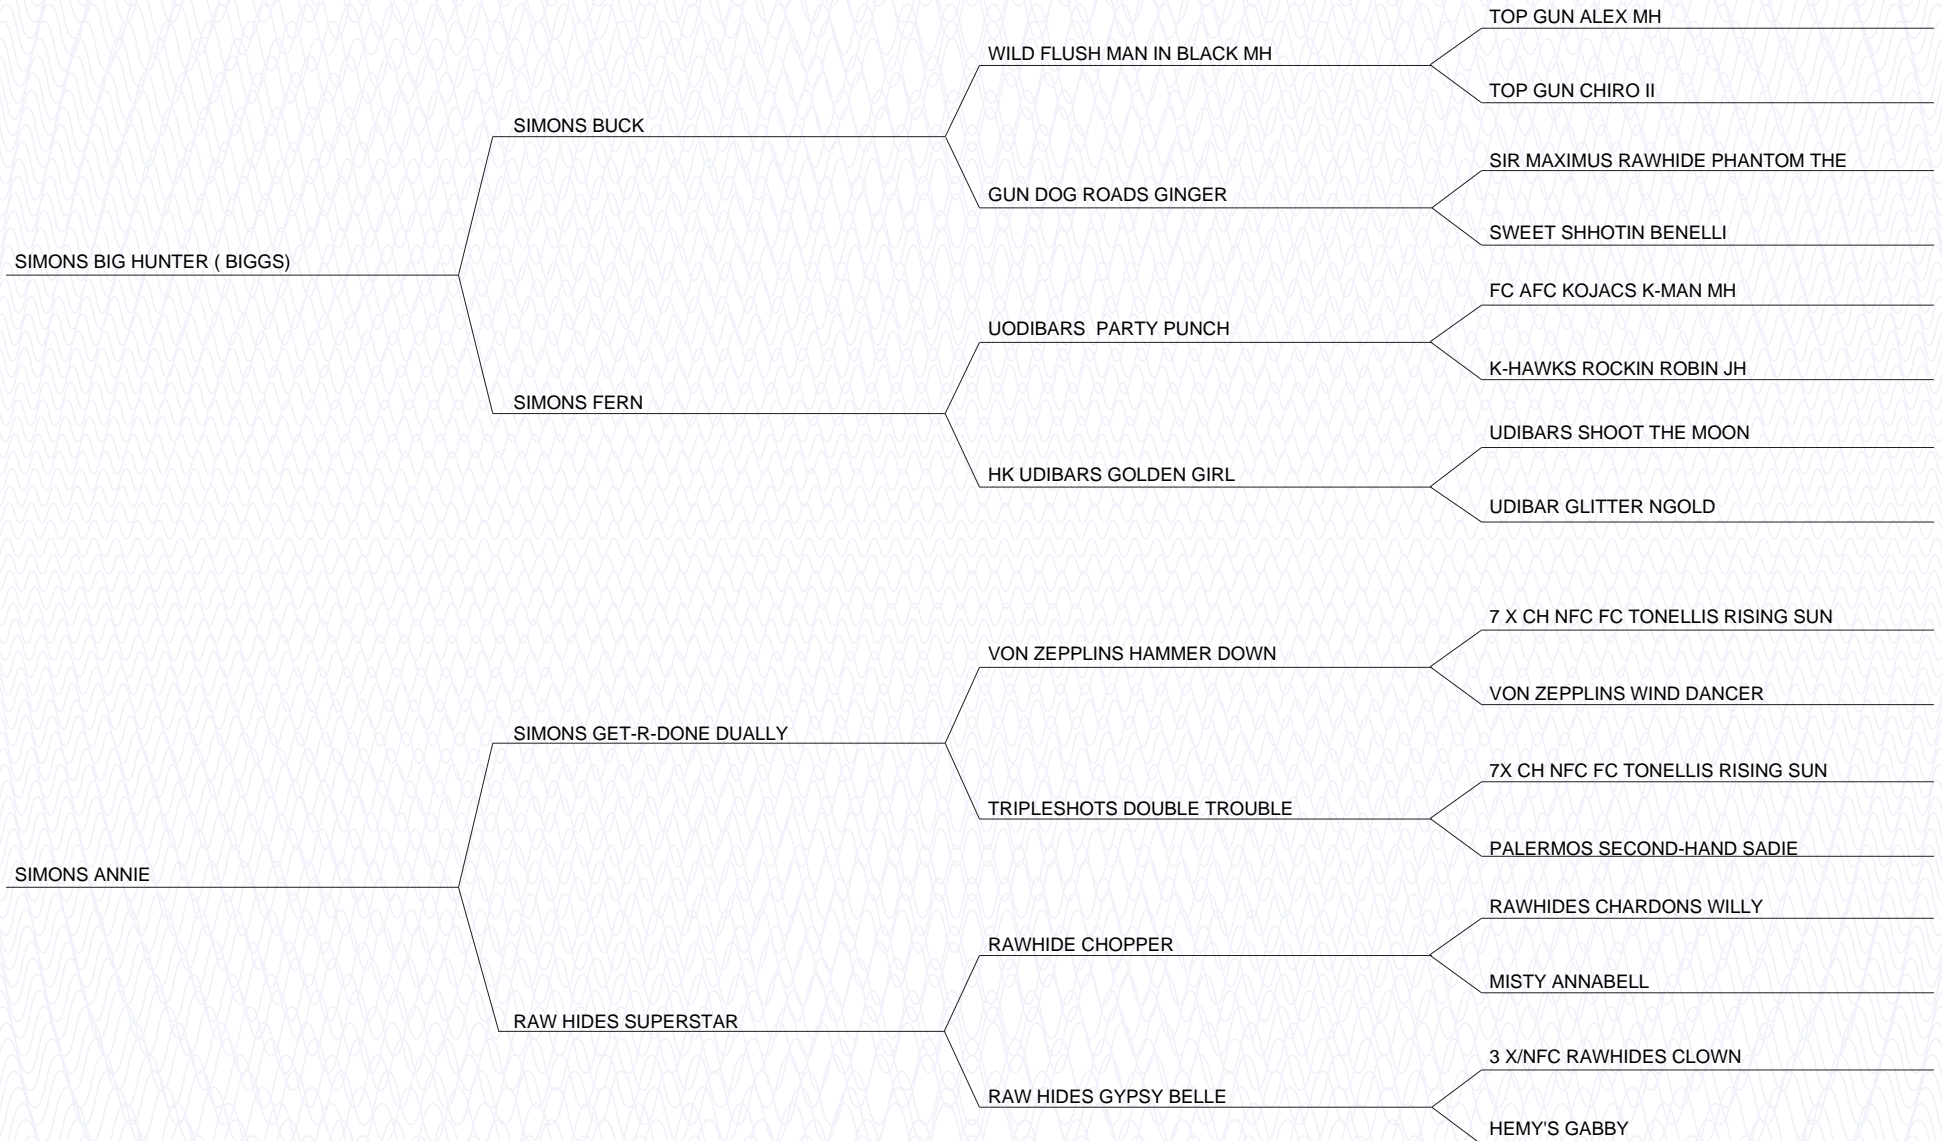 TOP GUN ALEX MH
WILD FLUSH MAN IN BLACK MH
TOP GUN CHIRO II
SIMONS BUCK
SIR MAXIMUS RAWHIDE PHANTOM THE
GUN DOG ROADS GINGER
SWEET SHHOTIN BENELLI
SIMONS BIG HUNTER ( BIGGS)
FC AFC KOJACS K-MAN MH
UODIBARS  PARTY PUNCH
K-HAWKS ROCKIN ROBIN JH
SIMONS FERN
UDIBARS SHOOT THE MOON
HK UDIBARS GOLDEN GIRL
UDIBAR GLITTER NGOLD
7 X CH NFC FC TONELLIS RISING SUN
VON ZEPPLINS HAMMER DOWN
VON ZEPPLINS WIND DANCER
SIMONS GET-R-DONE DUALLY
7X CH NFC FC TONELLIS RISING SUN
TRIPLESHOTS DOUBLE TROUBLE
PALERMOS SECOND-HAND SADIE
SIMONS ANNIE
RAWHIDES CHARDONS WILLY
RAWHIDE CHOPPER
MISTY ANNABELL
RAW HIDES SUPERSTAR
3 X/NFC RAWHIDES CLOWN
RAW HIDES GYPSY BELLE
HEMY'S GABBY